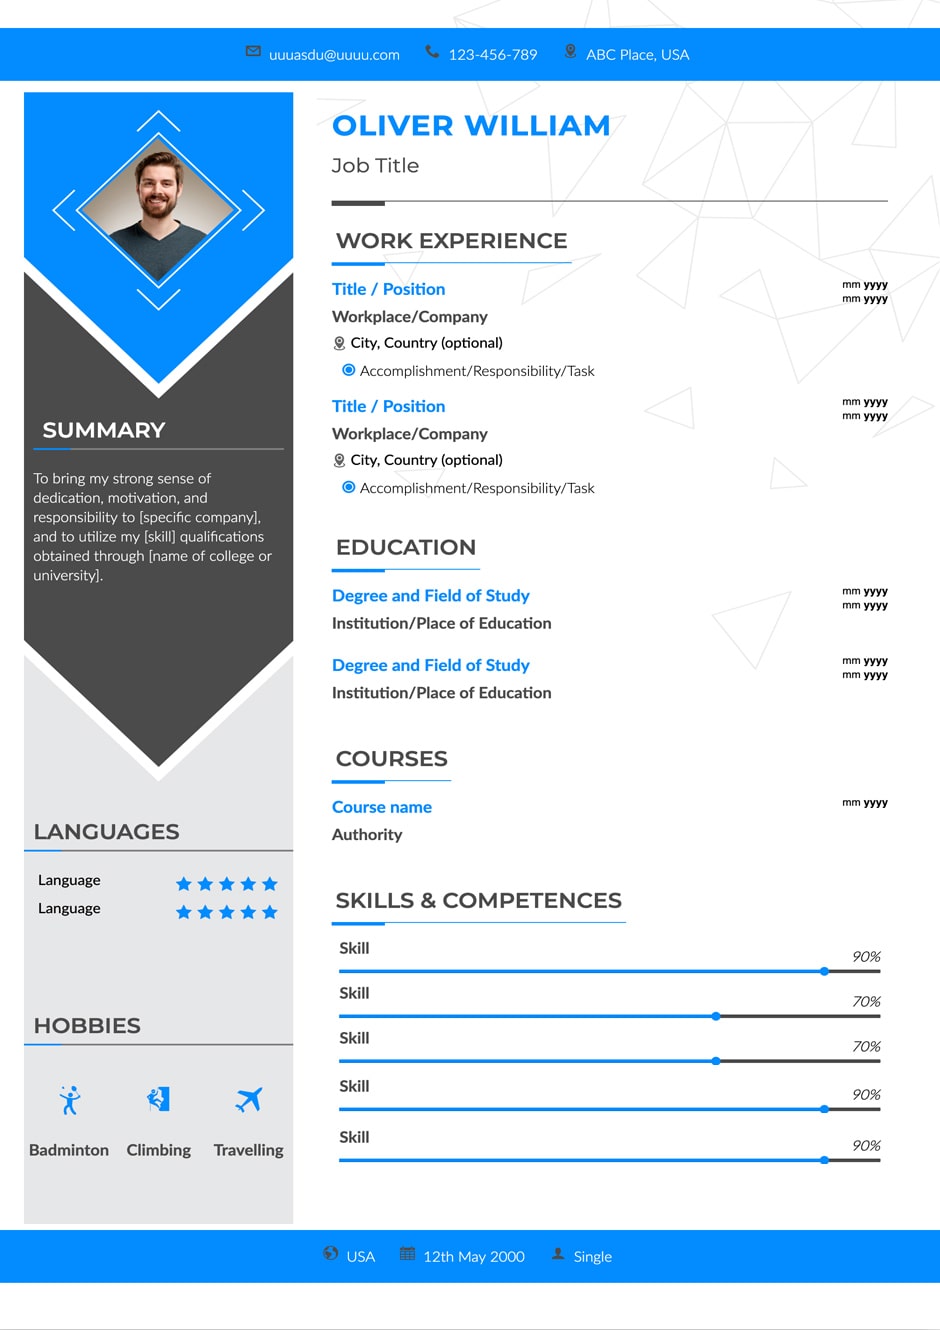 uuuasdu@uuuu.com 123-456-789 ABC Place, USA
OLIVER WILLIAM
Job Title
SUMMARY
To bring my strong sense of
dedication, motivation, and
responsibility to [specific company],
and to utilize my [skill] qualifications
obtained through [name of college or
university].
LANGUAGES
Language
Language
HOBBIES
Badminton Climbing Travelling
WORK EXPERIENCE
Title / Position mm yyyy
mm yyyy
Workplace/Company
City, Country (optional)
Accomplishment/Responsibility/Task
Title / Position mm yyyy
mm yyyy
Workplace/Company
City, Country (optional)
Accomplishment/Responsibility/Task
EDUCATION
Degree and Field of Study mm yyyy
mm yyyy
Institution/Place of Education
Degree and Field of Study mm yyyy
mm yyyy
Institution/Place of Education
COURSES
Course name mm yyyy
Authority
SKILLS & COMPETENCES
Skill
90%
Skill
70%
Skill
70%
Skill
90%
Skill
90%
USA 12th May 2000 Single